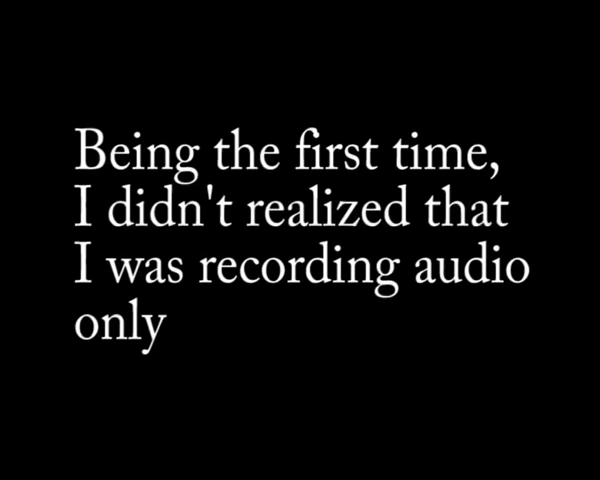 Being the first time,
I didn't realized that
I was recording audio
only